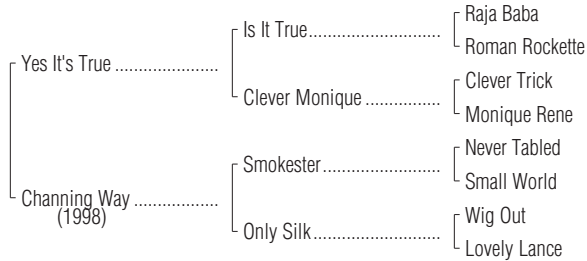 Raja Baba
Is It True
Roman Rockette
Yes It's True
Clever Trick
Clever Monique
Monique Rene
Never Tabled
Smokester
Small World
Channing Way
(1998)
Wig Out
Only Silk
Lovely Lance